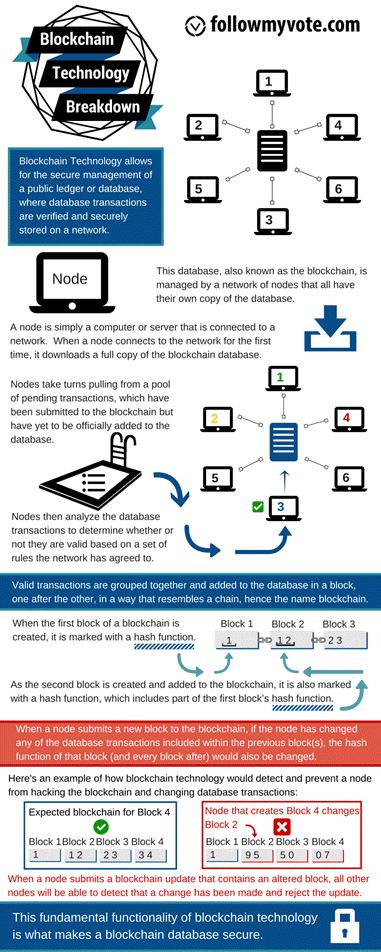 Blockchain
Technology
Breakdown
followmyvote.com
Blockchain Technology allows
for the secure management of
a public ledger or database,
where database transactions
are verified and securely
stored on a network.
1
2
4
5
6
3
Node
This database, also known as the blockchain, is
managed by a network of nodes that all have
their own copy of the database.
A node is simply a computer or server that is connected to a
network. When a node connects to the network for the first
time, it downloads a full copy of the blockchain database.
Nodes take turns pulling from a pool
of pending transactions, which have
been submitted to the blockchain but
have yet to be officially added to the
database.
1
2
4
5
6
3
Nodes then analyze the database
transactions to determine whether or
not they are valid based on a set of
rules the network has agreed to.
Valid transactions are grouped together and added to the database in a block,
one after the other, in a way that resembles a chain, hence the name blockchain.
When the first block of a blockchain is
created, it is marked with a hash function.
Block 1 Block 2 Block 3
1 1 2 2 3
As the second block is created and added to the blockchain, it is also marked
with a hash function, which includes part of the first block's hash function.
When a node submits a new block to the blockchain, if the node has changed
any of the database transactions included within the previous block(s), the hash
function of that block (and every block after) would also be changed.
Here's an example of how blockchain technology would detect and prevent a node
from hacking the blockchain and changing database transactions:
Expected blockchain for Block 4
Block 1 Block 2 Block 3 Block 4
1 1 2 2 3 3 4
Node that creates Block 4 changes
Block 2
Block 1 Block 2 Block 3 Block 4
1 9 5 5 0 0 7
When a node submits a blockchain update that contains an altered block, all other
nodes will be able to detect that a change has been made and reject the update.
This fundamental functionality of blockchain technology
is what makes a blockchain database secure.